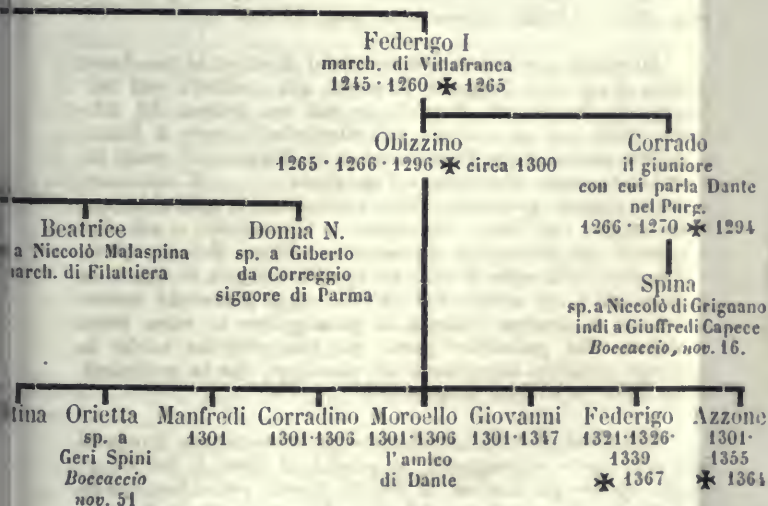 Federigo I
march. di Villafranca
1245 · 1260 ✠ 1265
Obizzino
1265 · 1266 · 1296 ✠ circa 1300
Corrado
il giuniore
con cui parla Dante
nel Purg.
1266 · 1270 ✠ 1294
Beatrice
a Niccolò Malaspina
march. di Filattiera
Donna N.
sp. a Giberto
da Correggio
signore di Parma
Spina
sp. a Niccolò di Grignano
indi a Giuffredi Capece
Boccaccio, nov. 16.
tina Orietta Manfredi Corradino Moroello Giovanni Federigo Azzone
sp. a 1301 1301·1306 1301·1306 1301·1347 1321·1326· 1301·
Geri Spini l'amico 1339 1355
Boccaccio di Dante ✠ 1367 ✠ 1364
nov. 51